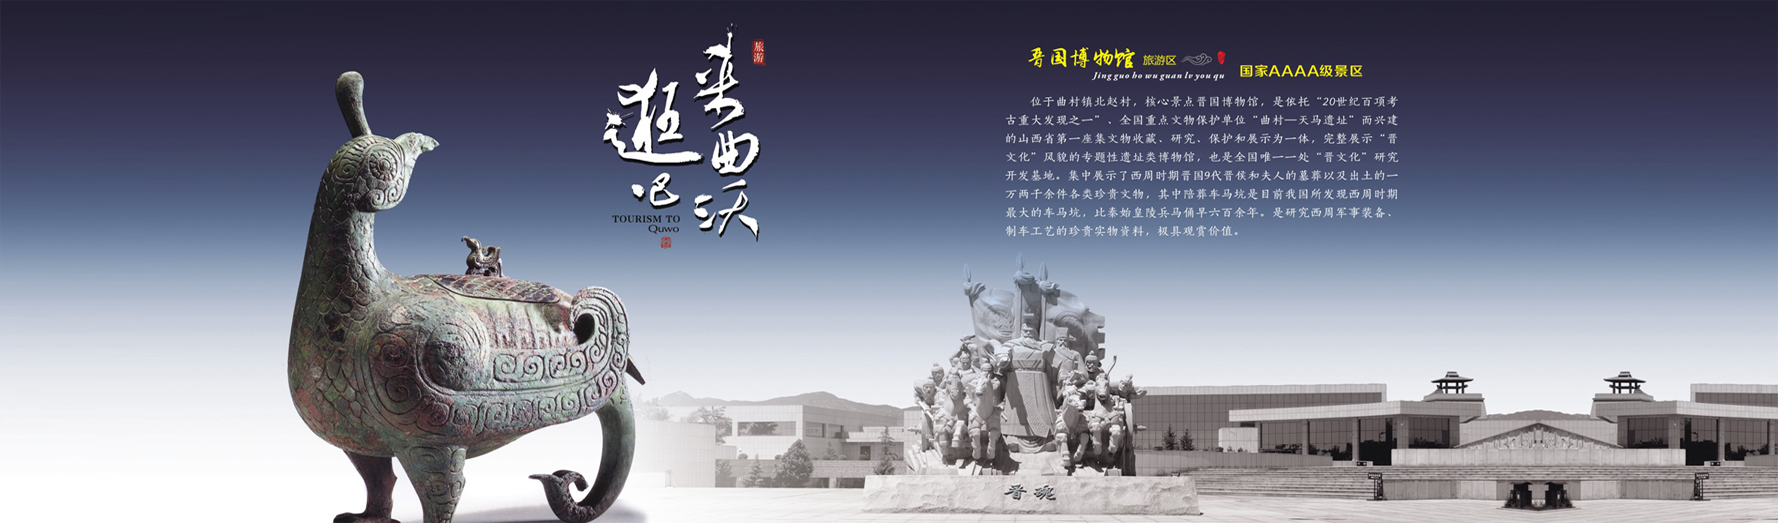 来曲沃
逛吧
旅游
TOURISM TO
Quwo
晋国博物馆 旅游区
Jing guo bo wu guan lv you qu
国家AAAA级景区
位于曲村镇北赵村，核心景点晋国博物馆，是依托“20世纪百项考
古重大发现之一”、全国重点文物保护单位“曲村—天马遗址”而兴建
的山西省第一座集文物收藏、研究、保护和展示为一体，完整展示“晋
文化”风貌的专题性遗址类博物馆，也是全国唯一一处“晋文化”研究
开发基地。集中展示了西周时期晋国9代晋侯和夫人的墓葬以及出土的一
万两千余件各类珍贵文物，其中陪葬车马坑是目前我国所发现西周时期
最大的车马坑，比秦始皇陵兵马俑早六百余年。是研究西周军事装备、
制车工艺的珍贵实物资料，极具观赏价值。
晋魂